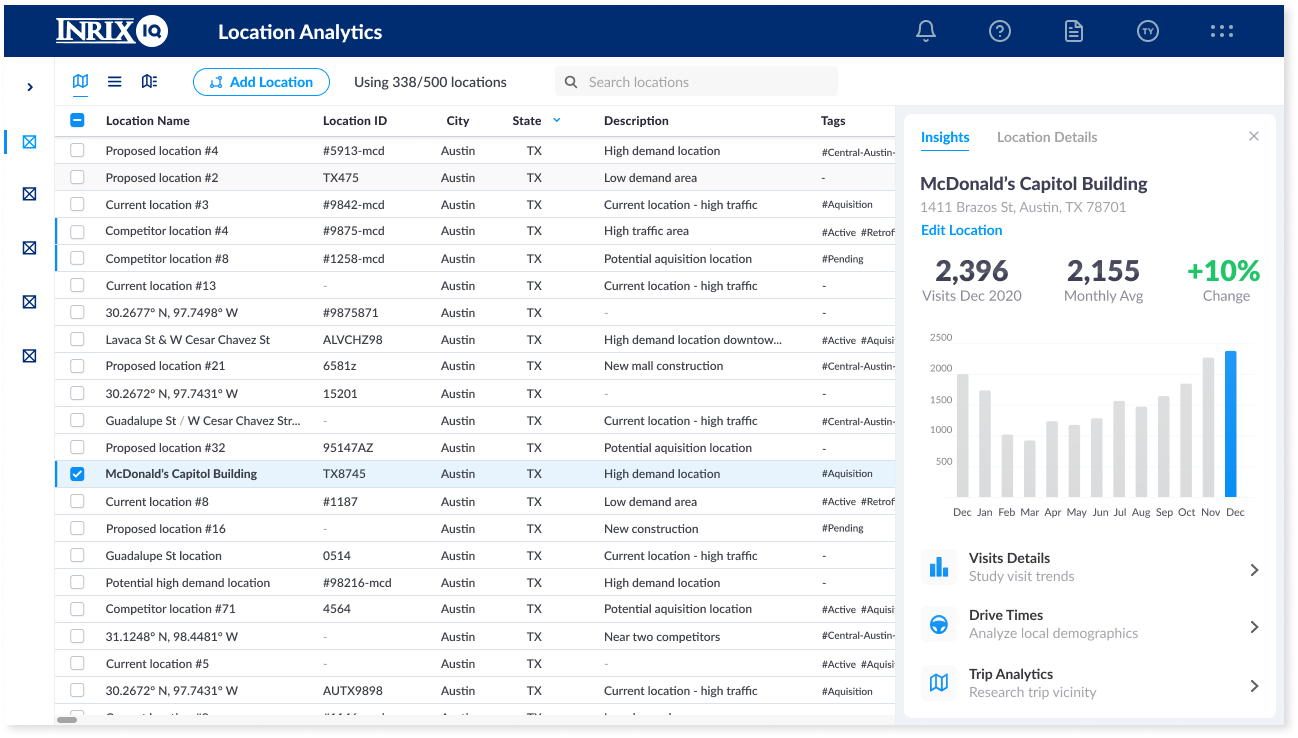 INRIX IQ Location Analytics TY
Add Location Using 338/500 locations Search locations
Location Name Location ID City State Description Tags
Proposed location #4 #5913-mcd Austin TX High demand location #Central-Austin-
Proposed location #2 TX475 Austin TX Low demand area -
Current location #3 #9842-mcd Austin TX Current location - high traffic #Aquisition
Competitor location #4 #9875-mcd Austin TX High traffic area #Active #Retrof
Competitor location #8 #1258-mcd Austin TX Potential aquisition location #Pending
Current location #13 - Austin TX Current location - high traffic -
30.2677° N, 97.7498° W #9875871 Austin TX - -
Lavaca St & W Cesar Chavez St ALVCHZ98 Austin TX High demand location downtow... #Active #Aquisi
Proposed location #21 6581z Austin TX New mall construction #Central-Austin-
30.2672° N, 97.7431° W 15201 Austin TX - -
Guadalupe St / W Cesar Chavez Str... - Austin TX Current location - high traffic #Central-Austin-
Proposed location #32 95147AZ Austin TX Potential aquisition location -
McDonald's Capitol Building TX8745 Austin TX High demand location #Aquisition
Current location #8 #1187 Austin TX Low demand area #Active #Retrof
Proposed location #16 - Austin TX New construction #Pending
Guadalupe St location 0514 Austin TX Current location - high traffic -
Potential high demand location #98216-mcd Austin TX High demand location -
Competitor location #71 4564 Austin TX Potential aquisition location #Active #Aquisi
31.1248° N, 98.4481° W - Austin TX Near two competitors #Central-Austin-
Current location #5 - Austin TX - #Active #Aquisi
30.2672° N, 97.7431° W AUTX9898 Austin TX Current location - high traffic #Aquisition
Insights Location Details
McDonald's Capitol Building
1411 Brazos St, Austin, TX 78701
Edit Location
2,396 2,155 +10%
Visits Dec 2020 Monthly Avg Change
2500
2000
1500
1000
500
Dec Jan Feb Mar Apr May Jun Jul Aug Sep Oct Nov Dec
Visits Details
Study visit trends
Drive Times
Analyze local demographics
Trip Analytics
Research trip vicinity